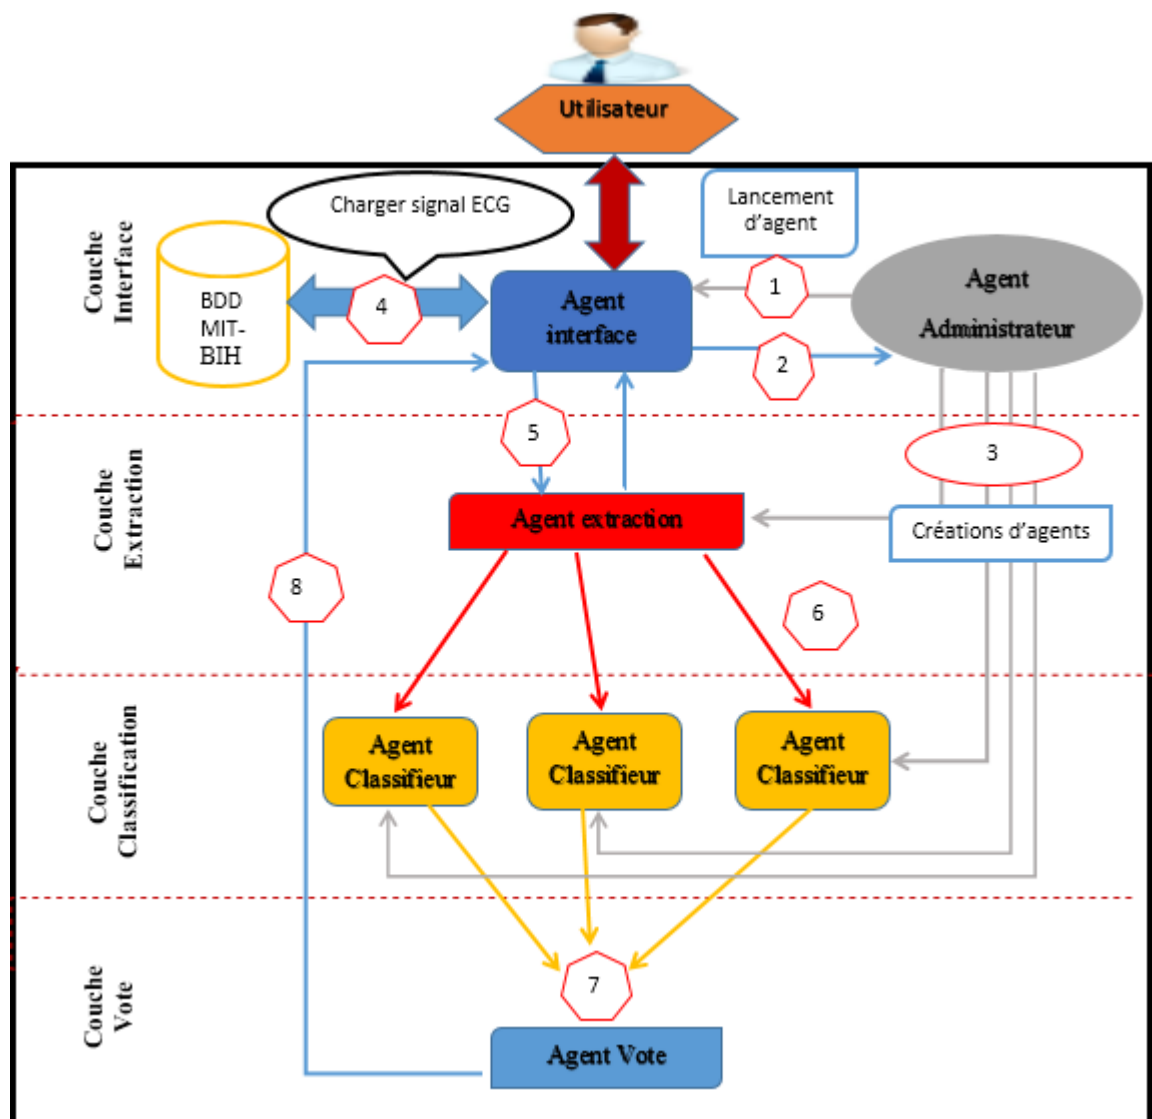 Utilisateur
Couche
Interface
Charger signal ECG
Lancement
d'agent
BDD
MIT-
BIH
4
Agent
interface
1
2
Agent
Administrateur
Couche
Extraction
5
3
Agent extraction
Créations d'agents
8
6
Couche
Classification
Agent
Classifieur
Agent
Classifieur
Agent
Classifieur
Couche
Vote
7
Agent Vote